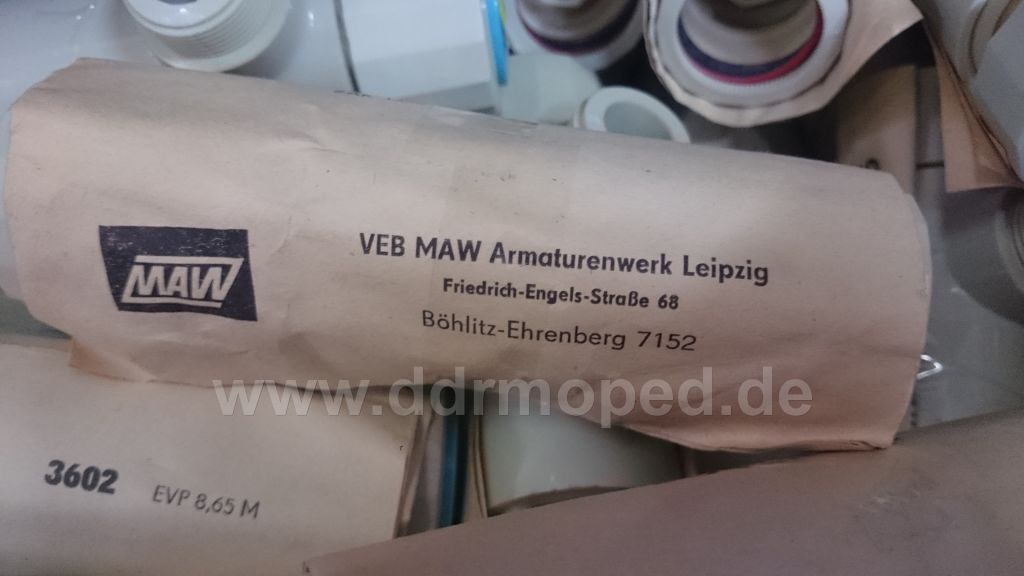 MAW
VEB MAW Armaturenwerk Leipzig
Friedrich-Engels-Straße 68
Böhlitz-Ehrenberg 7152
www.ddrmoped.de
3602 EVP 8,65 M